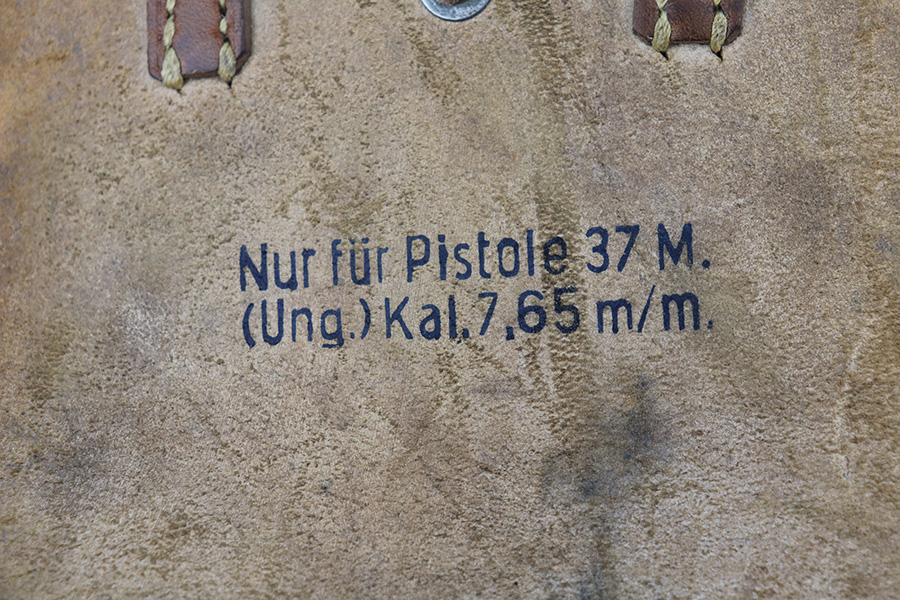 Nur für Pistole 37 M.
(Ung.) Kal. 7,65 m/m.